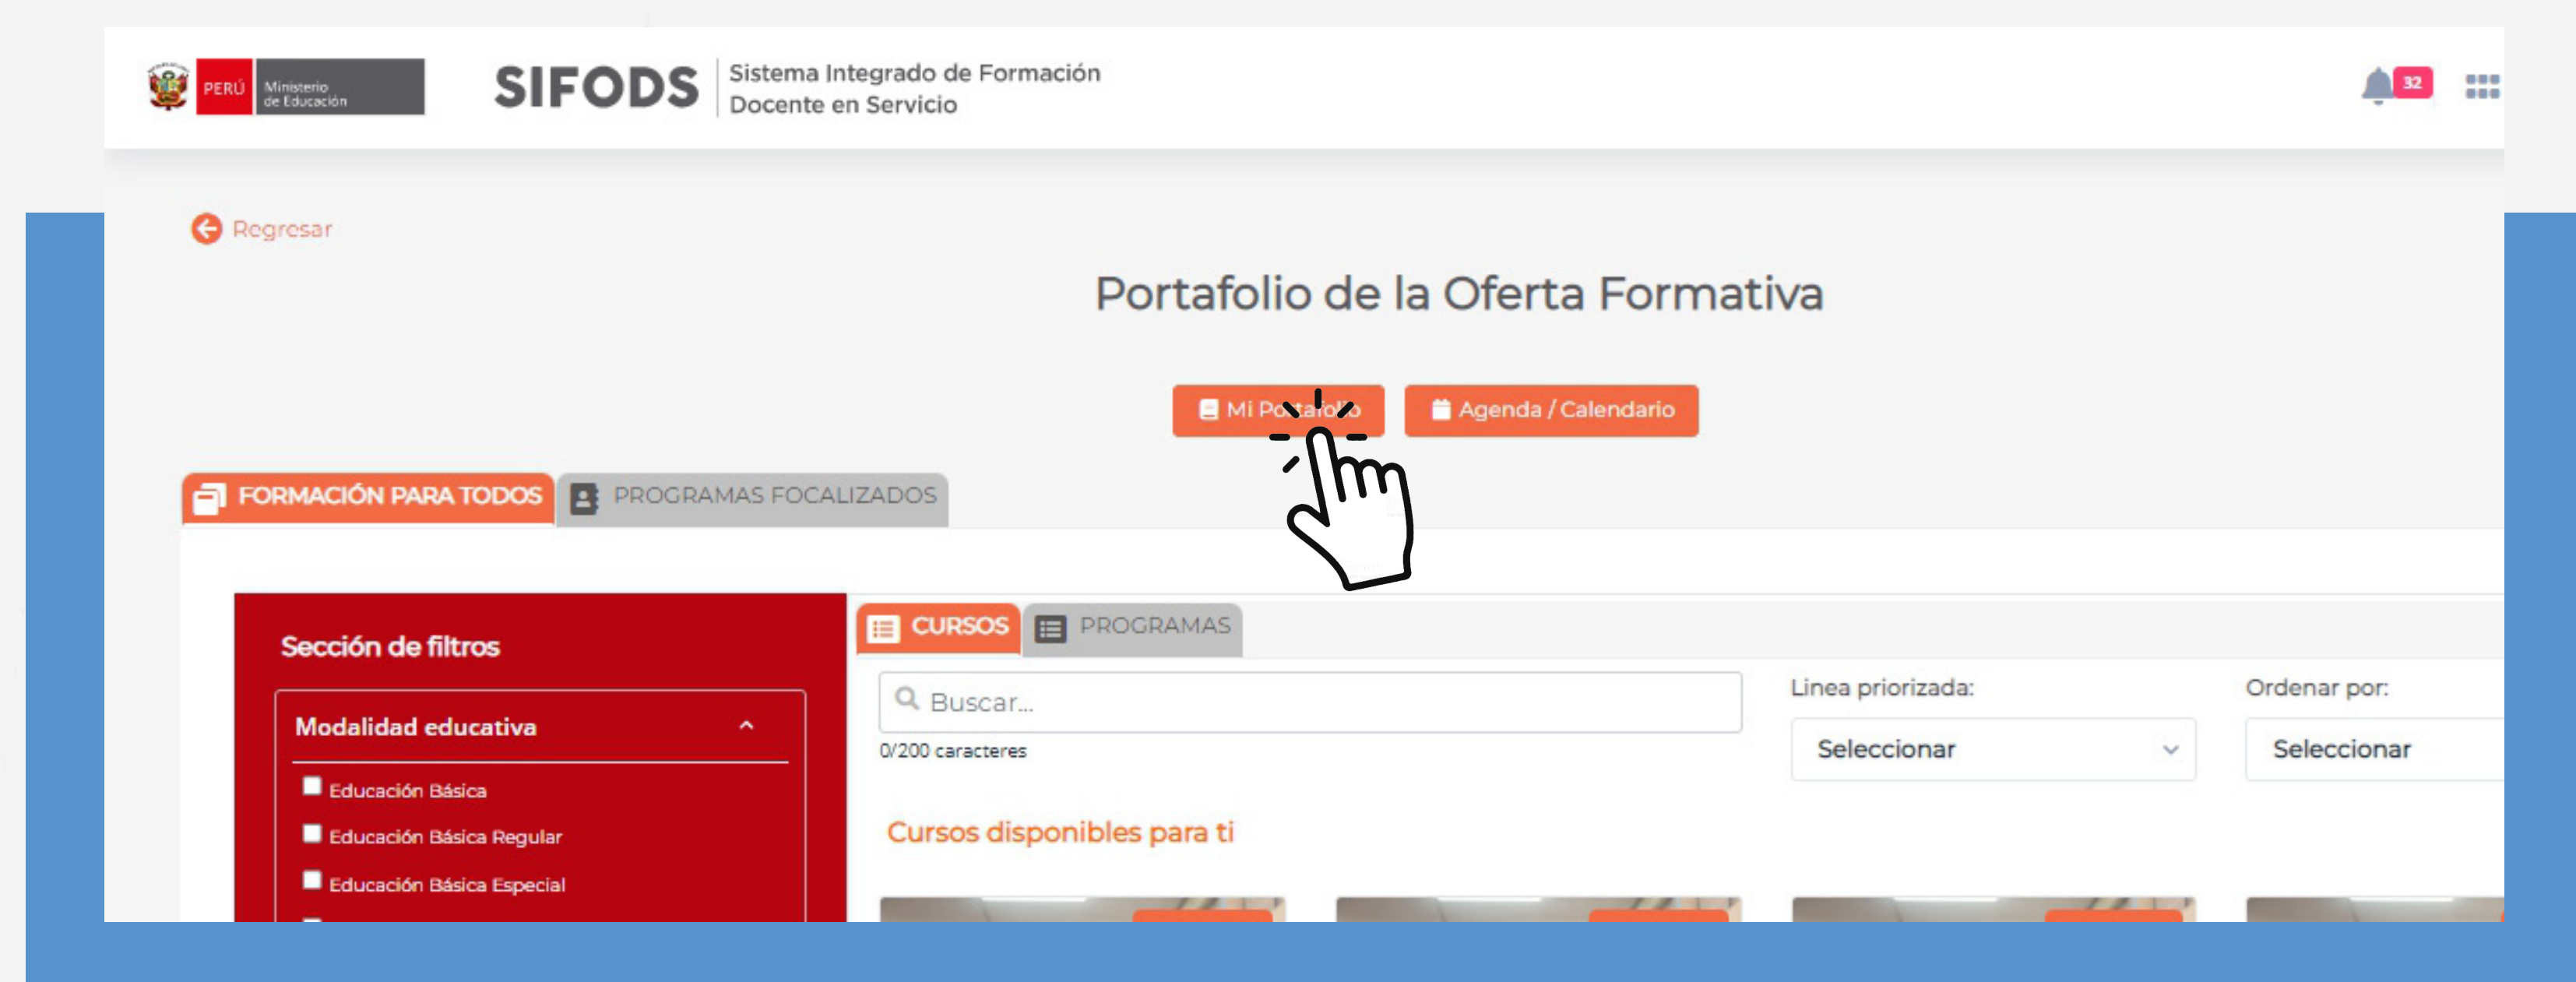 PERÚ
Ministerio
de Educación
SIFODS
Sistema Integrado de Formación
Docente en Servicio
32
Regresar
Portafolio de la Oferta Formativa
Mi Portafolio
Agenda / Calendario
FORMACIÓN PARA TODOS
PROGRAMAS FOCALIZADOS
Sección de filtros
Modalidad educativa
Educación Básica
Educación Básica Regular
Educación Básica Especial
CURSOS
PROGRAMAS
Buscar...
0/200 caracteres
Linea priorizada:
Seleccionar
Ordenar por:
Seleccionar
Cursos disponibles para ti